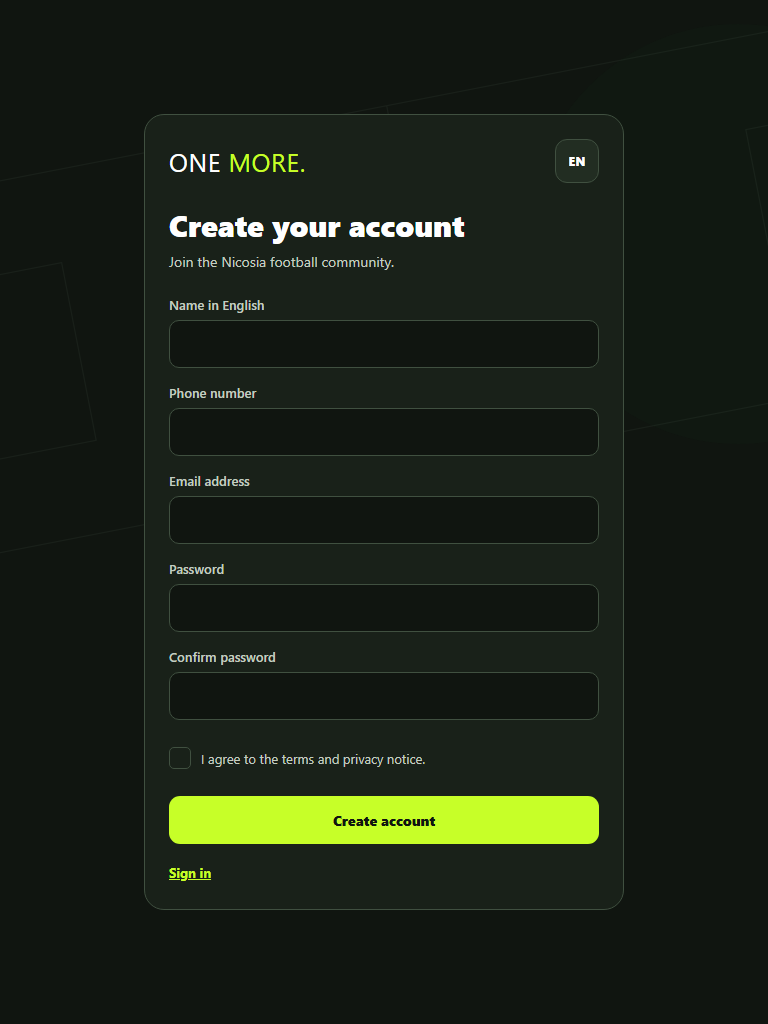 ONE MORE.
EN
Create your account
Join the Nicosia football community.
Name in English
Phone number
Email address
Password
Confirm password
I agree to the terms and privacy notice.
Create account
Sign in